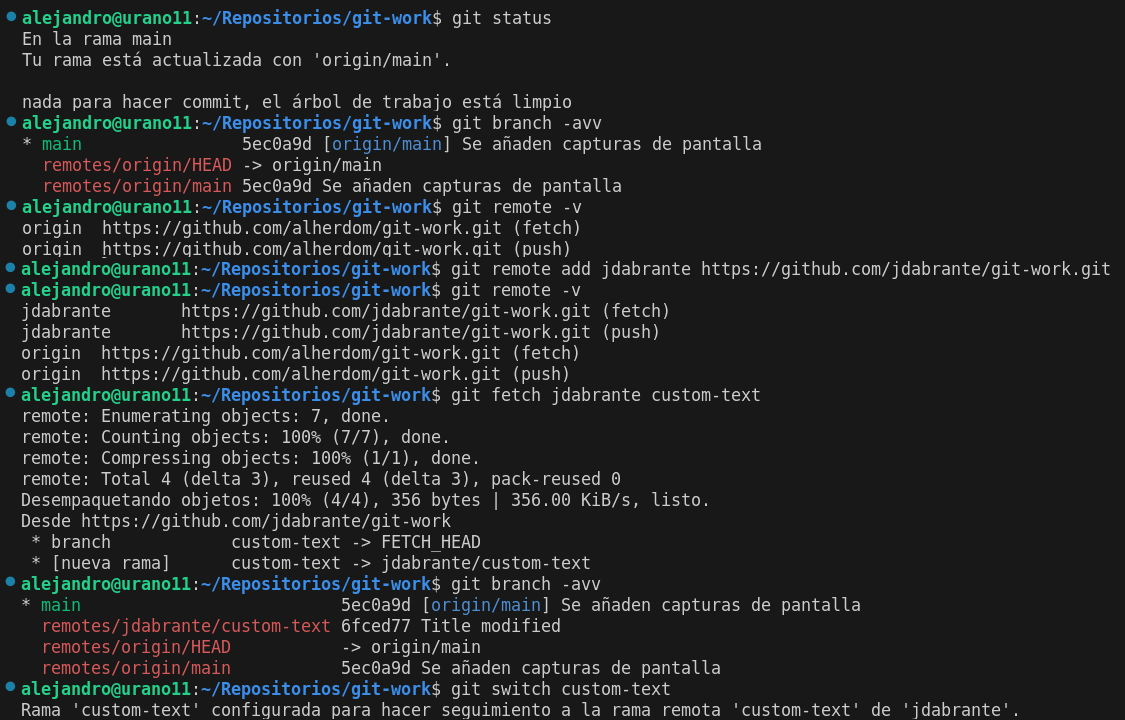 alejandro@urano11:~/Repositorios/git-work$ git status
En la rama main
Tu rama está actualizada con 'origin/main'.
nada para hacer commit, el árbol de trabajo está limpio
alejandro@urano11:~/Repositorios/git-work$ git branch -avv
* main                5ec0a9d [origin/main] Se añaden capturas de pantalla
  remotes/origin/HEAD -> origin/main
  remotes/origin/main 5ec0a9d Se añaden capturas de pantalla
alejandro@urano11:~/Repositorios/git-work$ git remote -v
origin  https://github.com/alherdom/git-work.git (fetch)
origin  https://github.com/alherdom/git-work.git (push)
alejandro@urano11:~/Repositorios/git-work$ git remote add jdabrante https://github.com/jdabrante/git-work.git
alejandro@urano11:~/Repositorios/git-work$ git remote -v
jdabrante       https://github.com/jdabrante/git-work.git (fetch)
jdabrante       https://github.com/jdabrante/git-work.git (push)
origin  https://github.com/alherdom/git-work.git (fetch)
origin  https://github.com/alherdom/git-work.git (push)
alejandro@urano11:~/Repositorios/git-work$ git fetch jdabrante custom-text
remote: Enumerating objects: 7, done.
remote: Counting objects: 100% (7/7), done.
remote: Compressing objects: 100% (1/1), done.
remote: Total 4 (delta 3), reused 4 (delta 3), pack-reused 0
Desempaquetando objetos: 100% (4/4), 356 bytes | 356.00 KiB/s, listo.
Desde https://github.com/jdabrante/git-work
 * branch            custom-text -> FETCH_HEAD
 * [nueva rama]      custom-text -> jdabrante/custom-text
alejandro@urano11:~/Repositorios/git-work$ git branch -avv
* main                          5ec0a9d [origin/main] Se añaden capturas de pantalla
  remotes/jdabrante/custom-text 6fced77 Title modified
  remotes/origin/HEAD           -> origin/main
  remotes/origin/main           5ec0a9d Se añaden capturas de pantalla
alejandro@urano11:~/Repositorios/git-work$ git switch custom-text
Rama 'custom-text' configurada para hacer seguimiento a la rama remota 'custom-text' de 'jdabrante'.